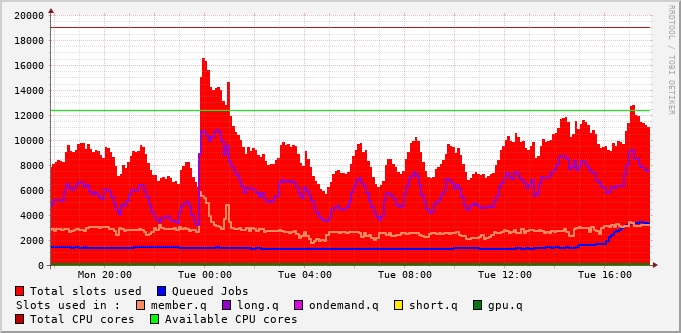 20000
18000
16000
14000
12000
10000
8000
6000
4000
2000
0
Mon 20:00 Tue 00:00 Tue 04:00 Tue 08:00 Tue 12:00 Tue 16:00
Total slots used Queued Jobs
Slots used in : member.q long.q ondemand.q short.q gpu.q
Total CPU cores Available CPU cores
RRDTOOL / TOBI OETIKER